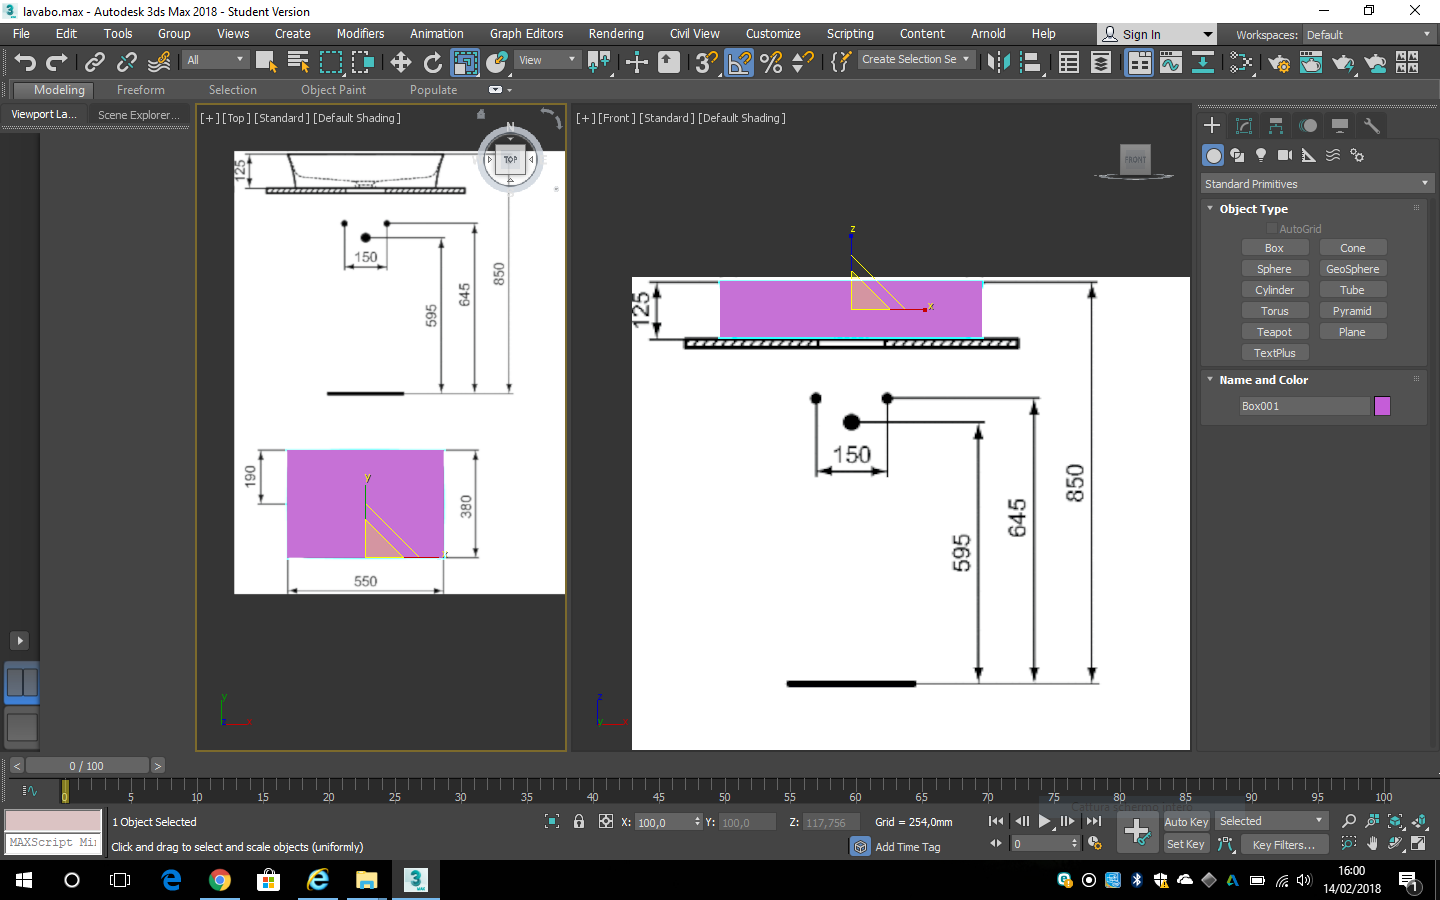 lavabo.max - Autodesk 3ds Max 2018 - Student Version
File Edit Tools Group Views Create Modifiers Animation Graph Editors Rendering Civil View Customize Scripting Content Arnold Help Sign In Workspaces: Default
All View Create Selection Se
Modeling Freeform Selection Object Paint Populate
Viewport La... Scene Explorer...
[+] [Top] [Standard] [Default Shading]
[+] [Front] [Standard] [Default Shading]
N
TOP
FRONT
125
150
595
645
850
190
380
550
y
x
125
z
x
150
595
645
850
y
z
z
y
Standard Primitives
Object Type
AutoGrid
Box Cone
Sphere GeoSphere
Cylinder Tube
Torus Pyramid
Teapot Plane
TextPlus
Name and Color
Box001
< 0 / 100 >
0 5 10 15 20 25 30 35 40 45 50 55 60 65 70 75 80 85 90 95 100
1 Object Selected X: 100,0 Y: 100,0 Z: 117,756 Grid = 254,0mm Auto Key Selected
MAXScript Mi
Click and drag to select and scale objects (uniformly) Add Time Tag 0 Set Key Key Filters...
16:00
14/02/2018